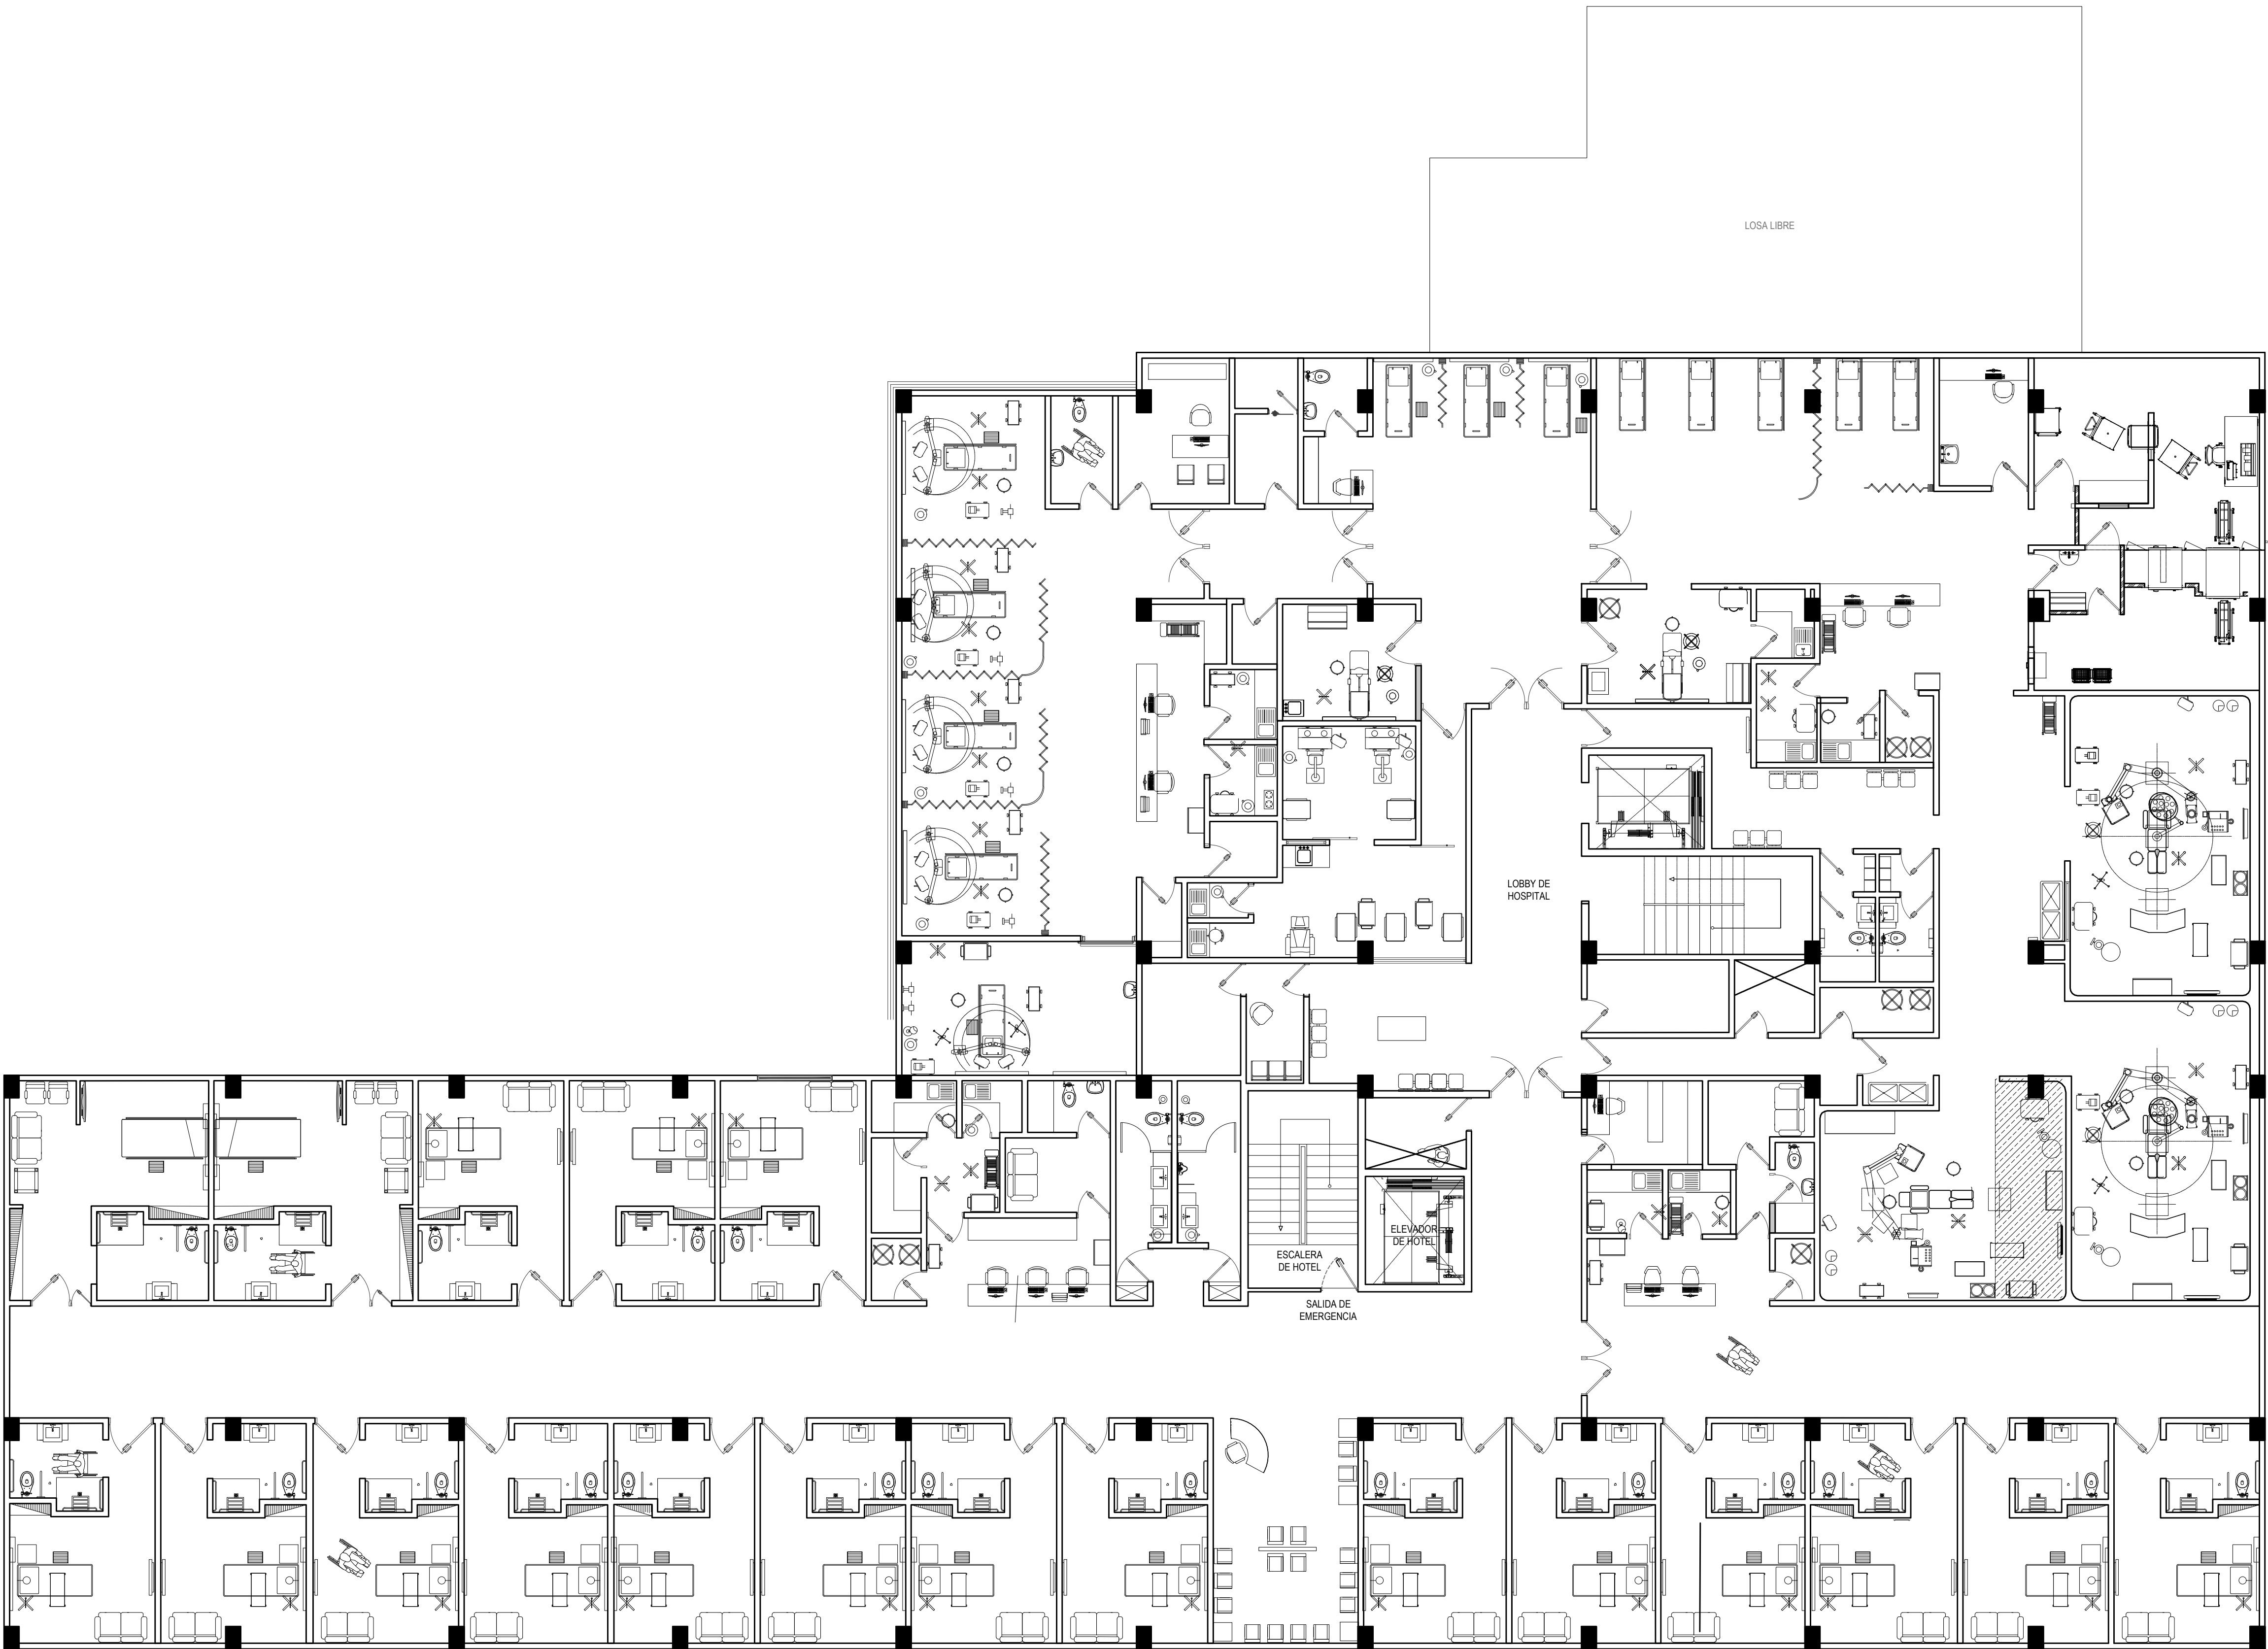 LOSA LIBRE
LOBBY DE
HOSPITAL
ELEVADOR
DE HOTEL
ESCALERA
DE HOTEL
SALIDA DE
EMERGENCIA